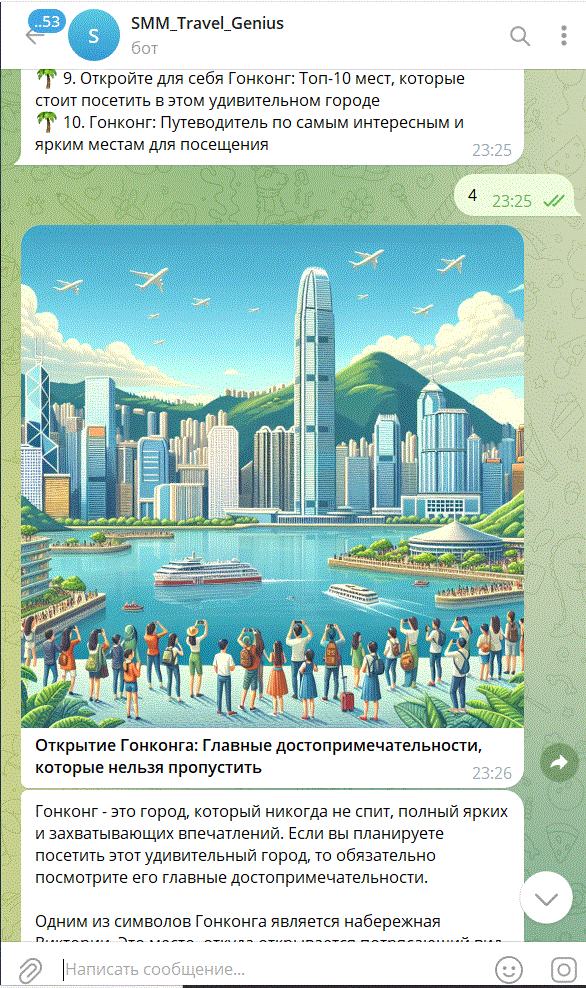 ..53
S
SMM_Travel_Genius
бот
🌴 9. Откройте для себя Гонконг: Топ-10 мест, которые
стоит посетить в этом удивительном городе
🌴 10. Гонконг: Путеводитель по самым интересным и
ярким местам для посещения
23:25
4 23:25
Открытие Гонконга: Главные достопримечательности,
которые нельзя пропустить
23:26
Гонконг - это город, который никогда не спит, полный ярких
и захватывающих впечатлений. Если вы планируете
посетить этот удивительный город, то обязательно
посмотрите его главные достопримечательности.
Одним из символов Гонконга является набережная
Виктории. Это место, откуда открывается потрясающий вид
Написать сообщение...